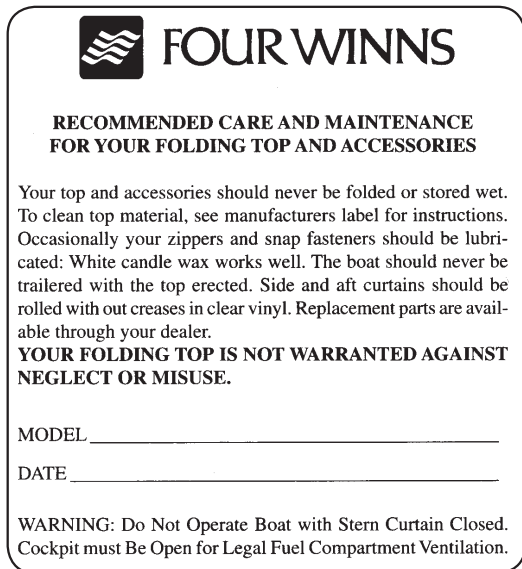 FOUR WINNS
RECOMMENDED CARE AND MAINTENANCE
FOR YOUR FOLDING TOP AND ACCESSORIES
Your top and accessories should never be folded or stored wet.
To clean top material, see manufacturers label for instructions.
Occasionally your zippers and snap fasteners should be lubri-
cated: White candle wax works well. The boat should never be
trailered with the top erected. Side and aft curtains should be
rolled with out creases in clear vinyl. Replacement parts are avail-
able through your dealer.
YOUR FOLDING TOP IS NOT WARRANTED AGAINST
NEGLECT OR MISUSE.
MODEL
DATE
WARNING: Do Not Operate Boat with Stern Curtain Closed.
Cockpit must Be Open for Legal Fuel Compartment Ventilation.